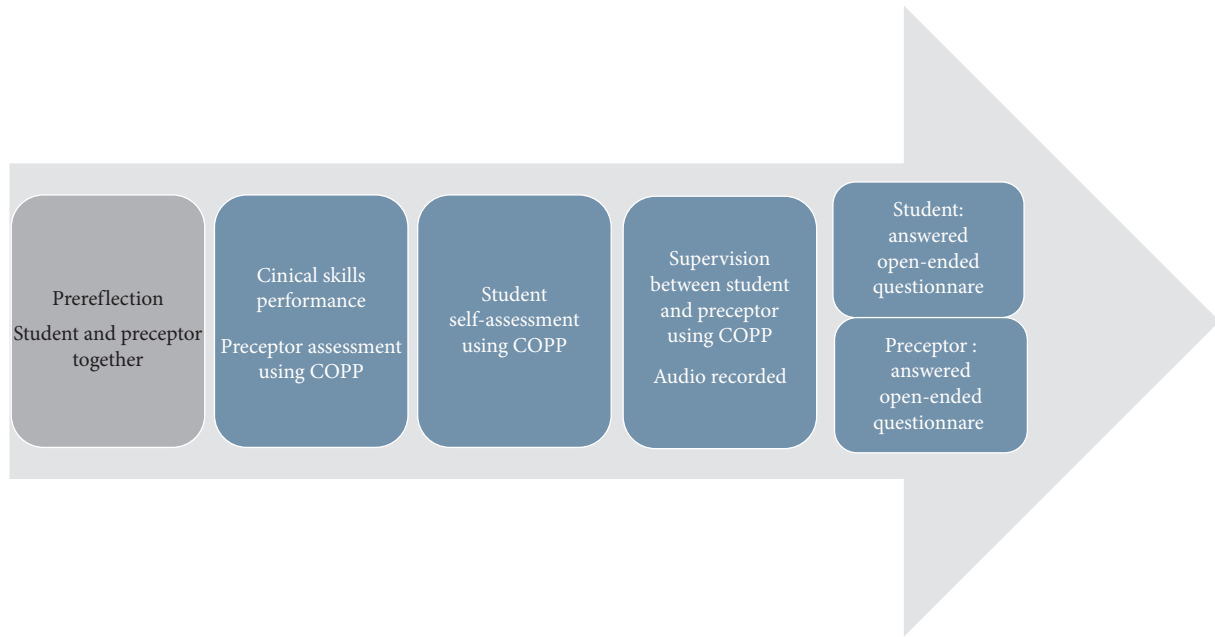 Prereflection
Student and preceptor
together
Cinical skills
performance
Preceptor assessment
using COPP
Student
self-assessment
using COPP
Supervision
between student
and preceptor
using COPP
Audio recorded
Student:
answered
open-ended
questionnare
Preceptor :
answered
open-ended
questionnare